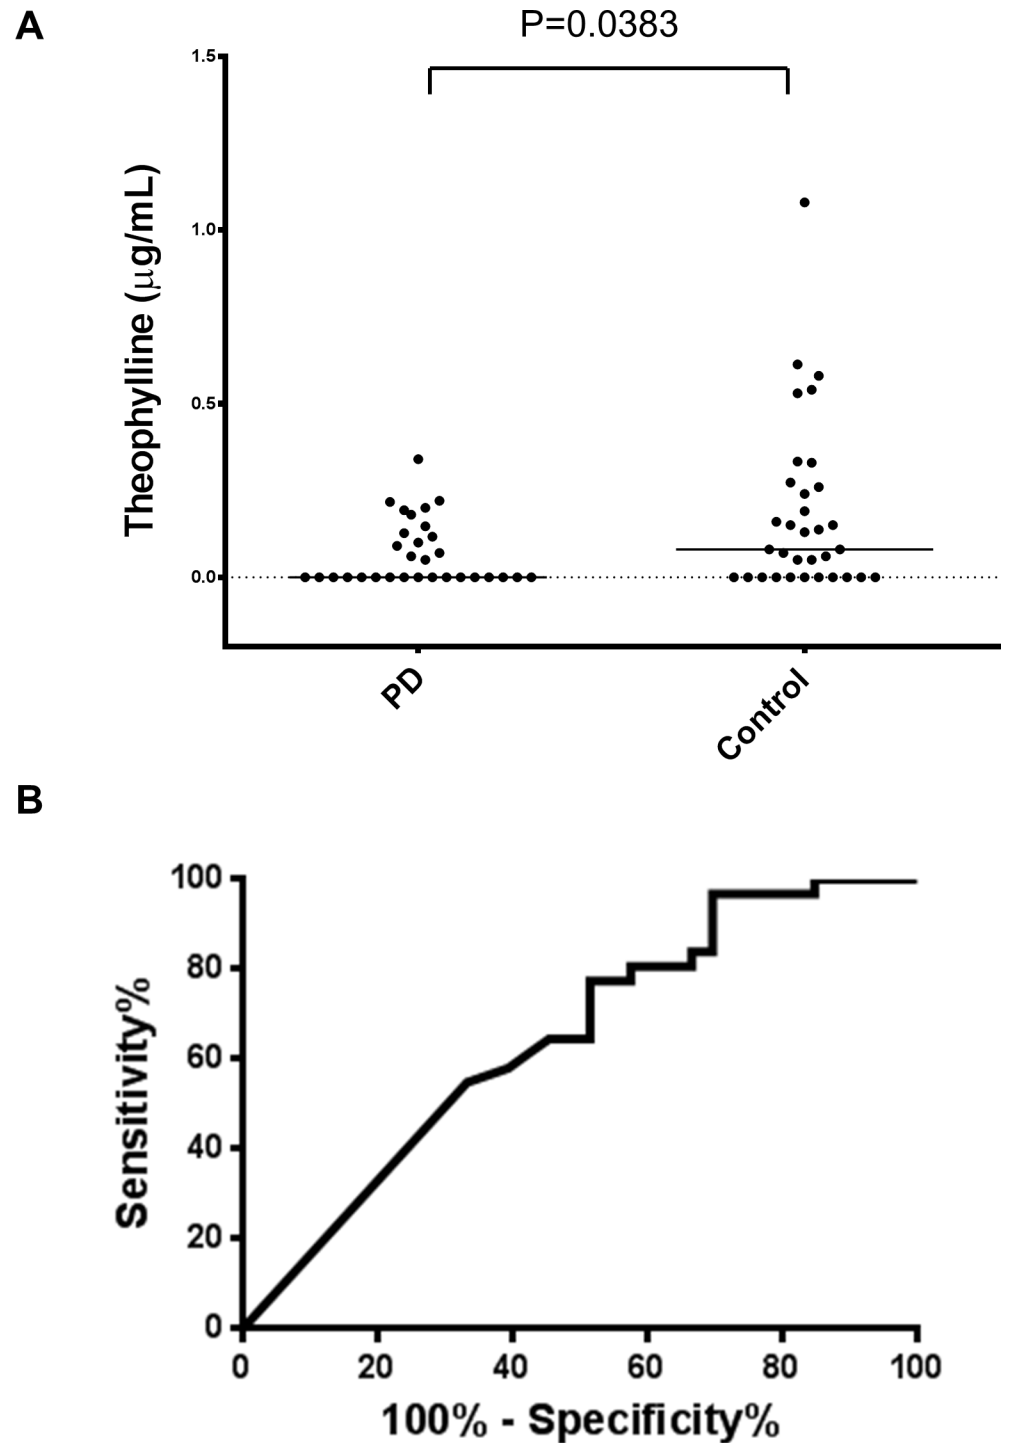 A
P=0.0383
1.5
1.0
0.5
0.0
Theophylline (μg/mL)
PD
Control
B
100
80
60
40
20
0
Sensitivity%
0 20 40 60 80 100
100% - Specificity%